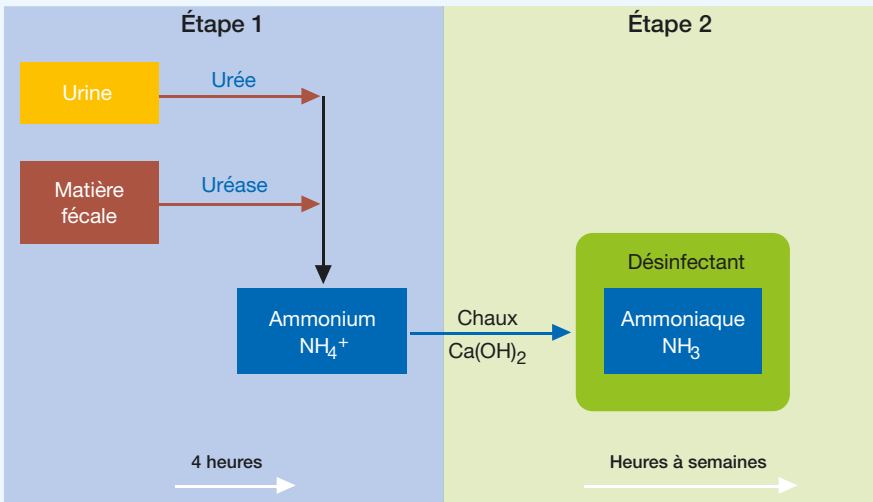 Étape 1
Étape 2
Urine
Urée
Matière
fécale
Uréase
Ammonium
NH₄⁺
Chaux
Ca(OH)₂
Désinfectant
Ammoniaque
NH₃
4 heures
Heures à semaines